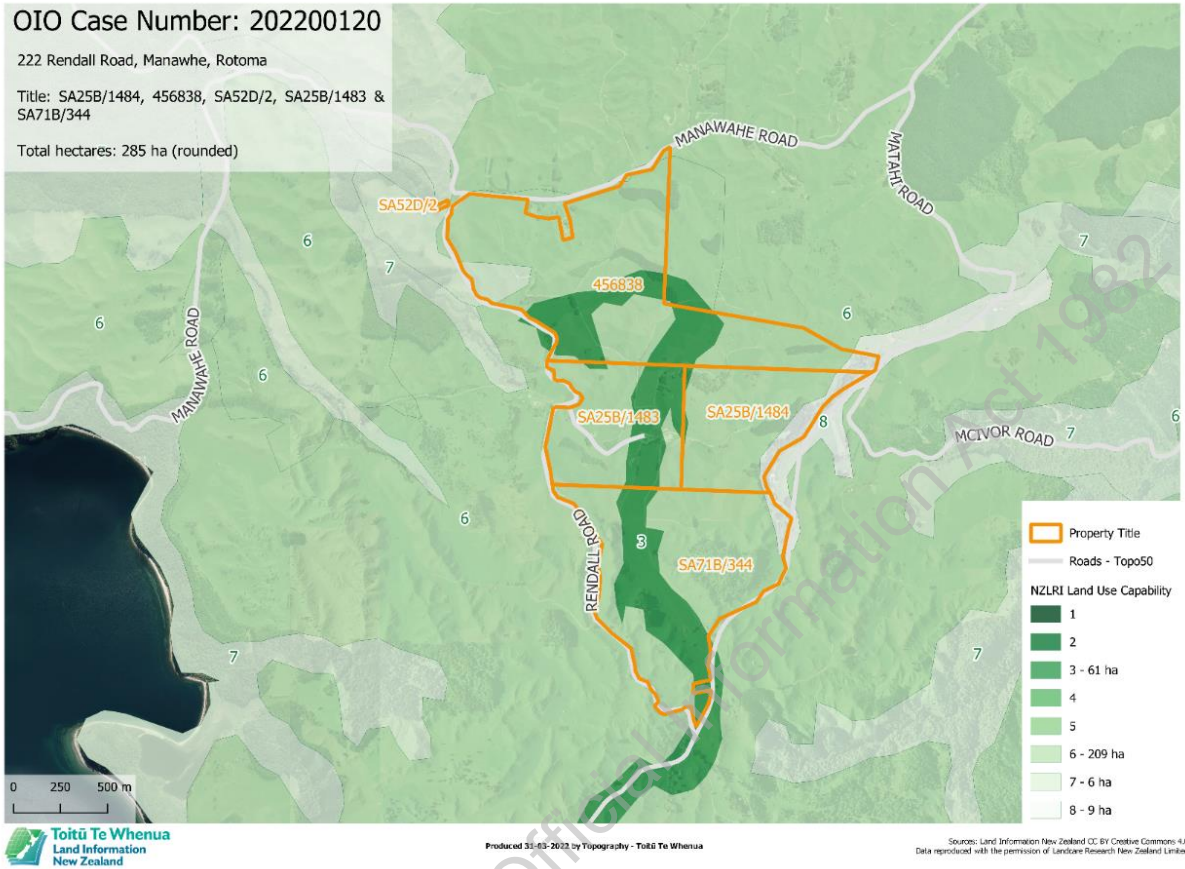 OIO Case Number: 202200120
222 Rendall Road, Manawhe, Rotoma
Title: SA25B/1484, 456838, SA52D/2, SA25B/1483 &
SA71B/344
Total hectares: 285 ha (rounded)
MANAWAHE ROAD
MATAHI ROAD
SA52D/2
6
7
7
456838
6
6
MANAWAHE ROAD
6
SA25B/1483
SA25B/1484
8
MCIVOR ROAD
7
6
6
RENDALL ROAD
3
SA71B/344
7
7
Official Information Act 1982
Property Title
Roads - Topo50
NZLRI Land Use Capability
1
2
3 - 61 ha
4
5
6 - 209 ha
7 - 6 ha
8 - 9 ha
0 250 500 m
Toitū Te Whenua
Land Information
New Zealand
Produced 31-03-2022 by Topography - Toitū Te Whenua
Sources: Land Information New Zealand CC BY Creative Commons 4.
Data reproduced with the permission of Landcare Research New Zealand Limite